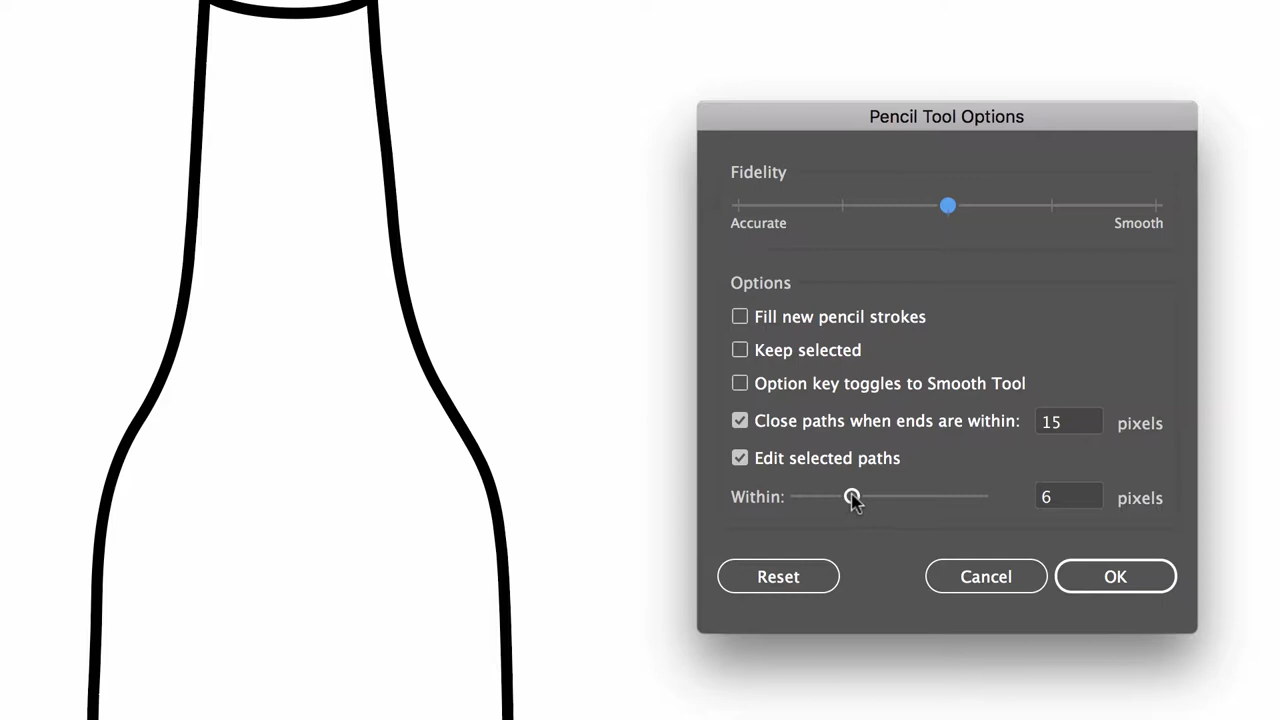 Pencil Tool Options
Fidelity
Accurate Smooth
Options
Fill new pencil strokes
Keep selected
Option key toggles to Smooth Tool
Close paths when ends are within: 15 pixels
Edit selected paths
Within: 6 pixels
Reset Cancel OK